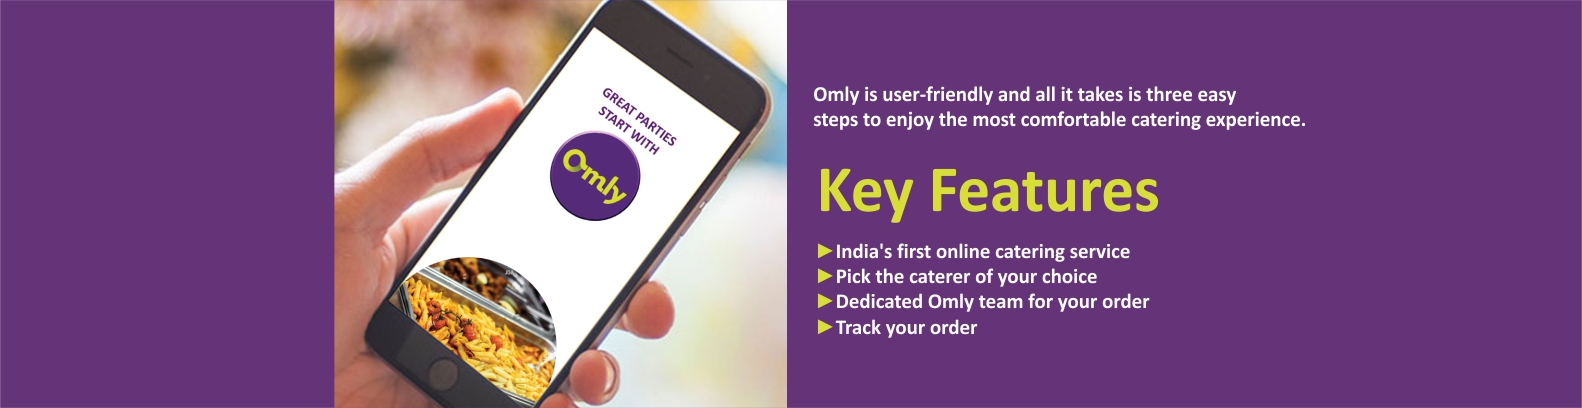 GREAT PARTIES
START WITH
Omly
Omly is user-friendly and all it takes is three easy
steps to enjoy the most comfortable catering experience.
Key Features
►India's first online catering service
►Pick the caterer of your choice
►Dedicated Omly team for your order
►Track your order